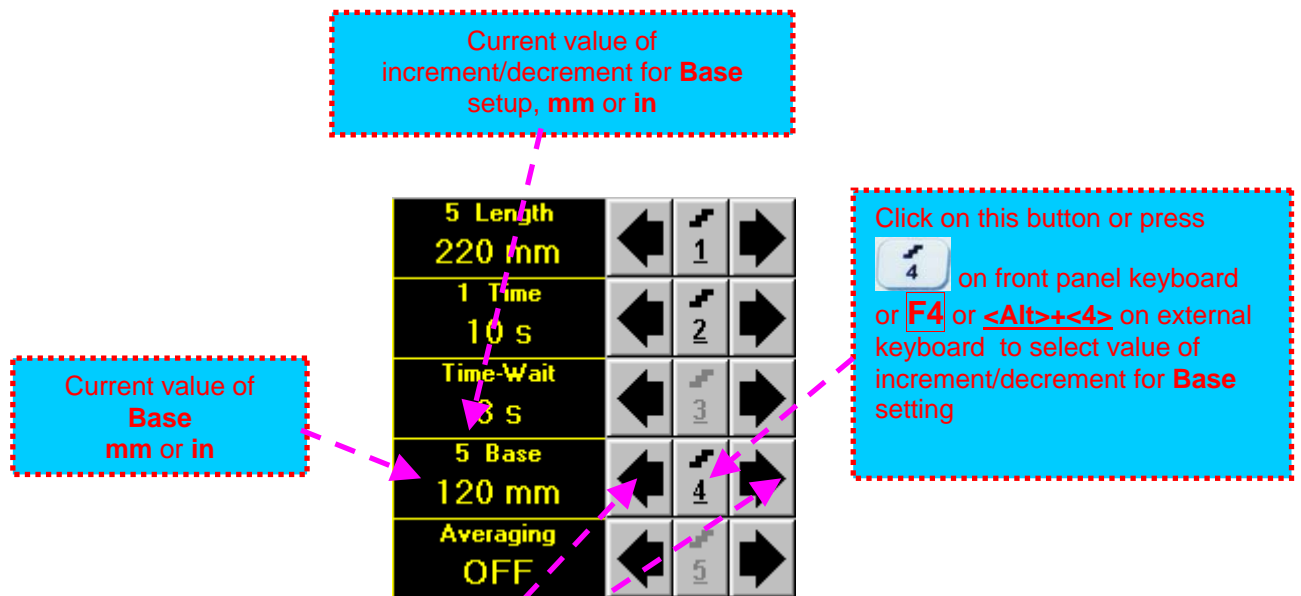 Current value of
increment/decrement for Base
setup, mm or in
5 Length
220 mm
1
1 Time
10 s
2
Time-Wait
3 s
3
5 Base
120 mm
4
Averaging
OFF
5
Click on this button or press
4 on front panel keyboard
or F4 or <Alt>+<4> on external
keyboard to select value of
increment/decrement for Base
setting
Current value of
Base
mm or in